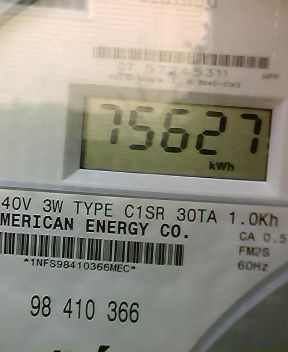 75627
kWh
40V 3W TYPE C1SR 30TA 1.0Kh
MERICAN ENERGY CO.
CA 0.5
FM2S
*1NFS98410366MEC*
60Hz
98 410 366